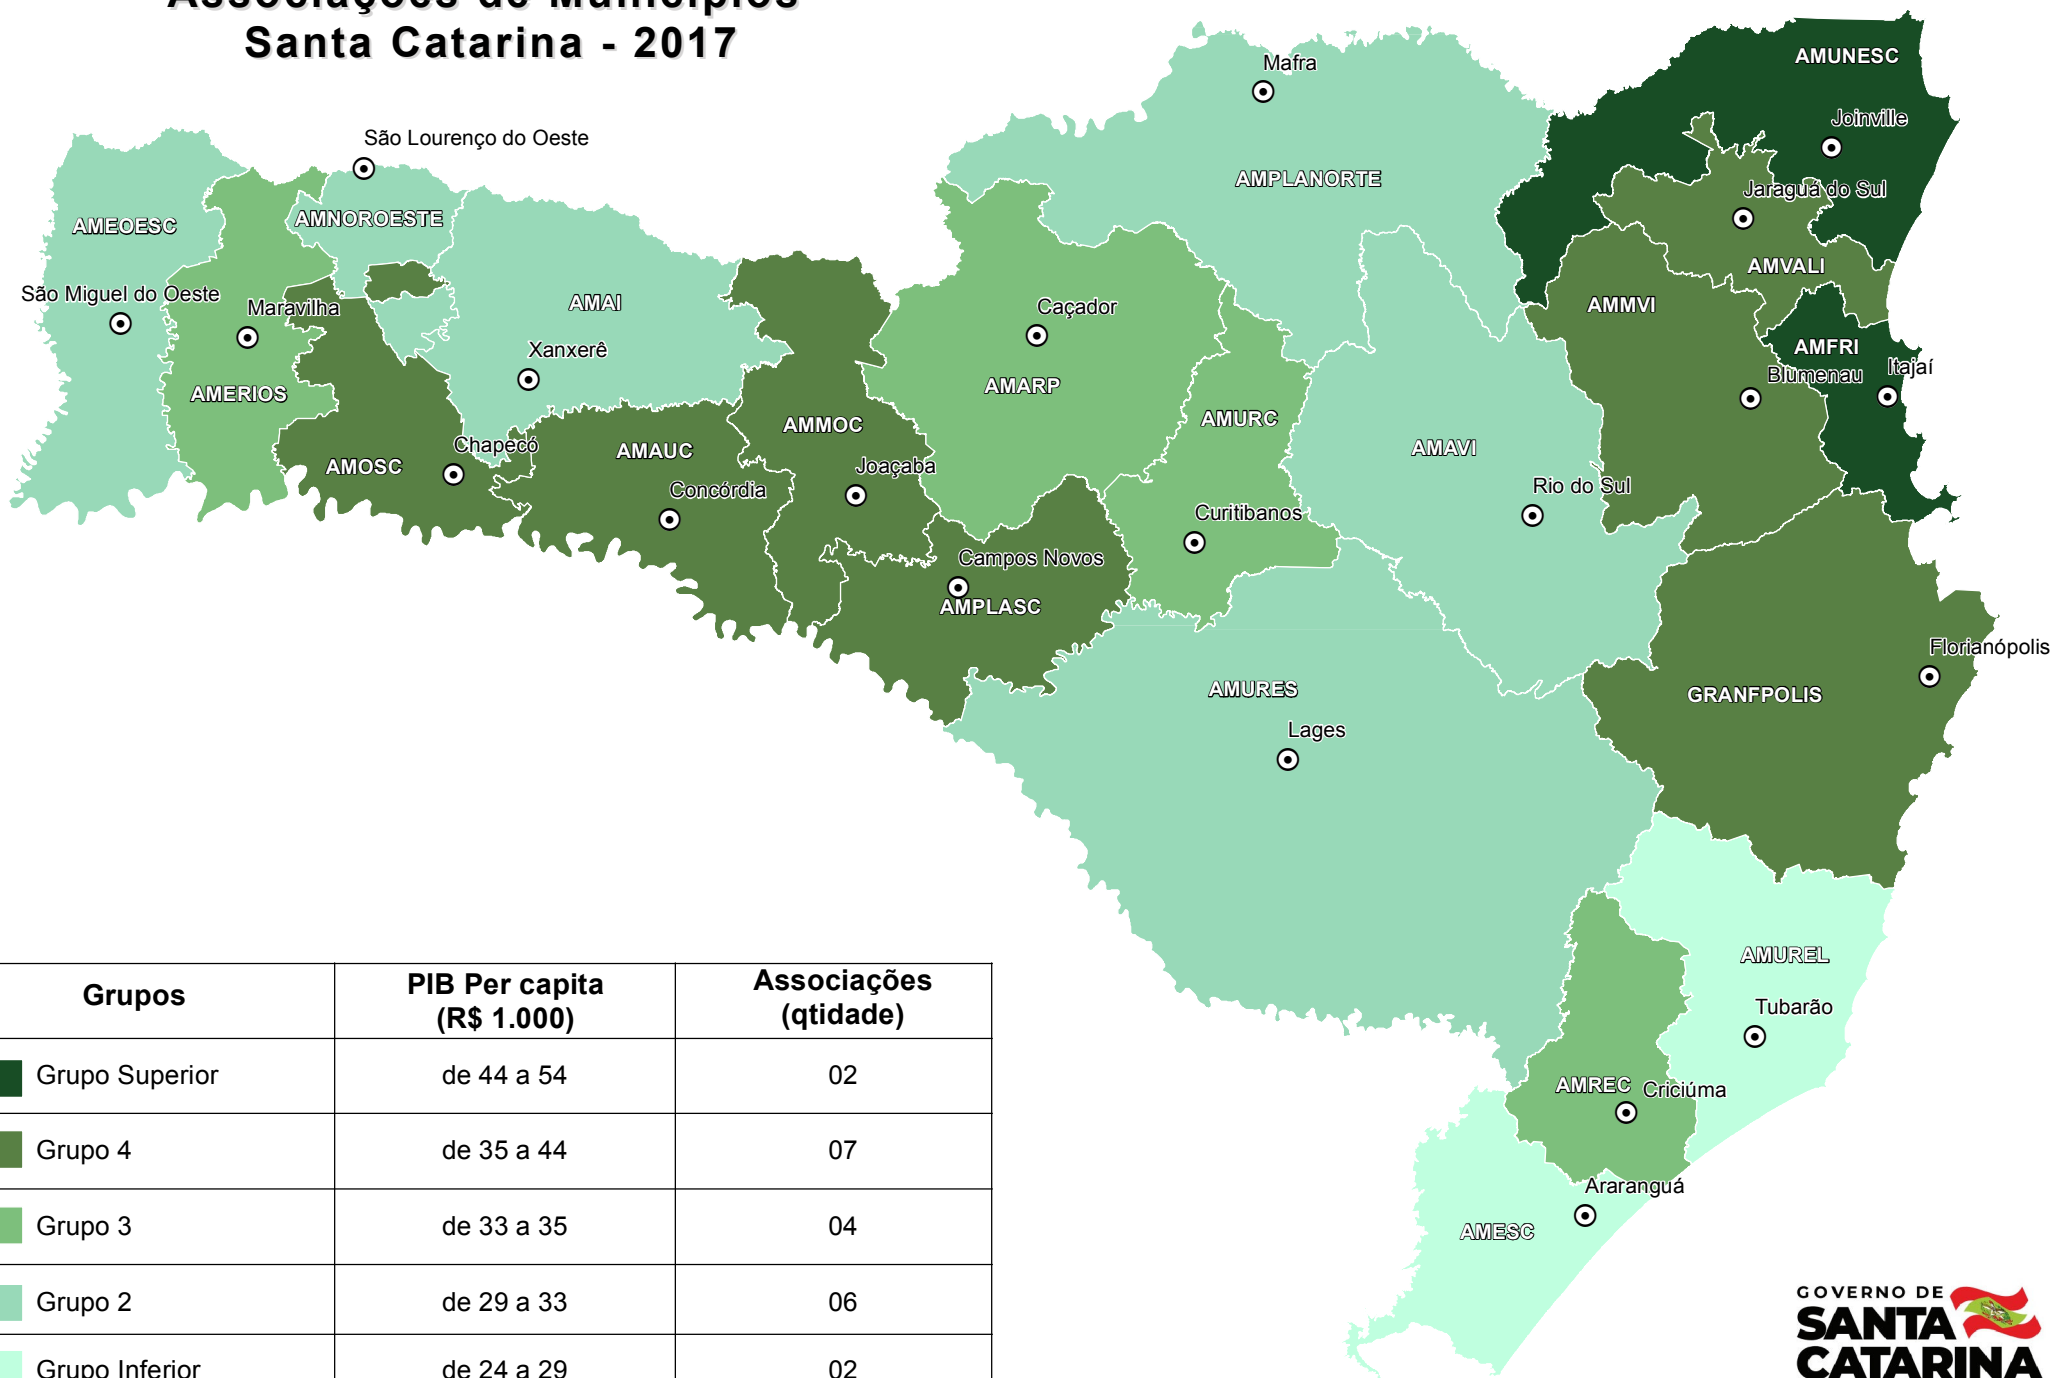 Associações de Municípios
Santa Catarina - 2017
AMUNESC
Mafra
Joinville
São Lourenço do Oeste
AMPLANORTE
Jaraguá do Sul
AMEOESC
AMNOROESTE
AMVALI
São Miguel do Oeste
Maravilha
AMAI
Caçador
AMMVI
Xanxerê
AMFRI
Itajaí
Blumenau
AMERIOS
AMARP
AMMOC
AMURC
Chapecó
AMAUC
AMAVI
AMOSC
Joaçaba
Concórdia
Rio do Sul
Curitibanos
Campos Novos
AMPLASC
Florianópolis
AMURES
GRANFPOLIS
Lages
AMUREL
Tubarão
AMREC
Criciúma
Araranguá
AMESC
Grupos
PIB Per capita
(R$ 1.000)
Associações
(qtidade)
Grupo Superior
de 44 a 54
02
Grupo 4
de 35 a 44
07
Grupo 3
de 33 a 35
04
Grupo 2
de 29 a 33
06
Grupo Inferior
de 24 a 29
02
GOVERNO DE
SANTA
CATARINA